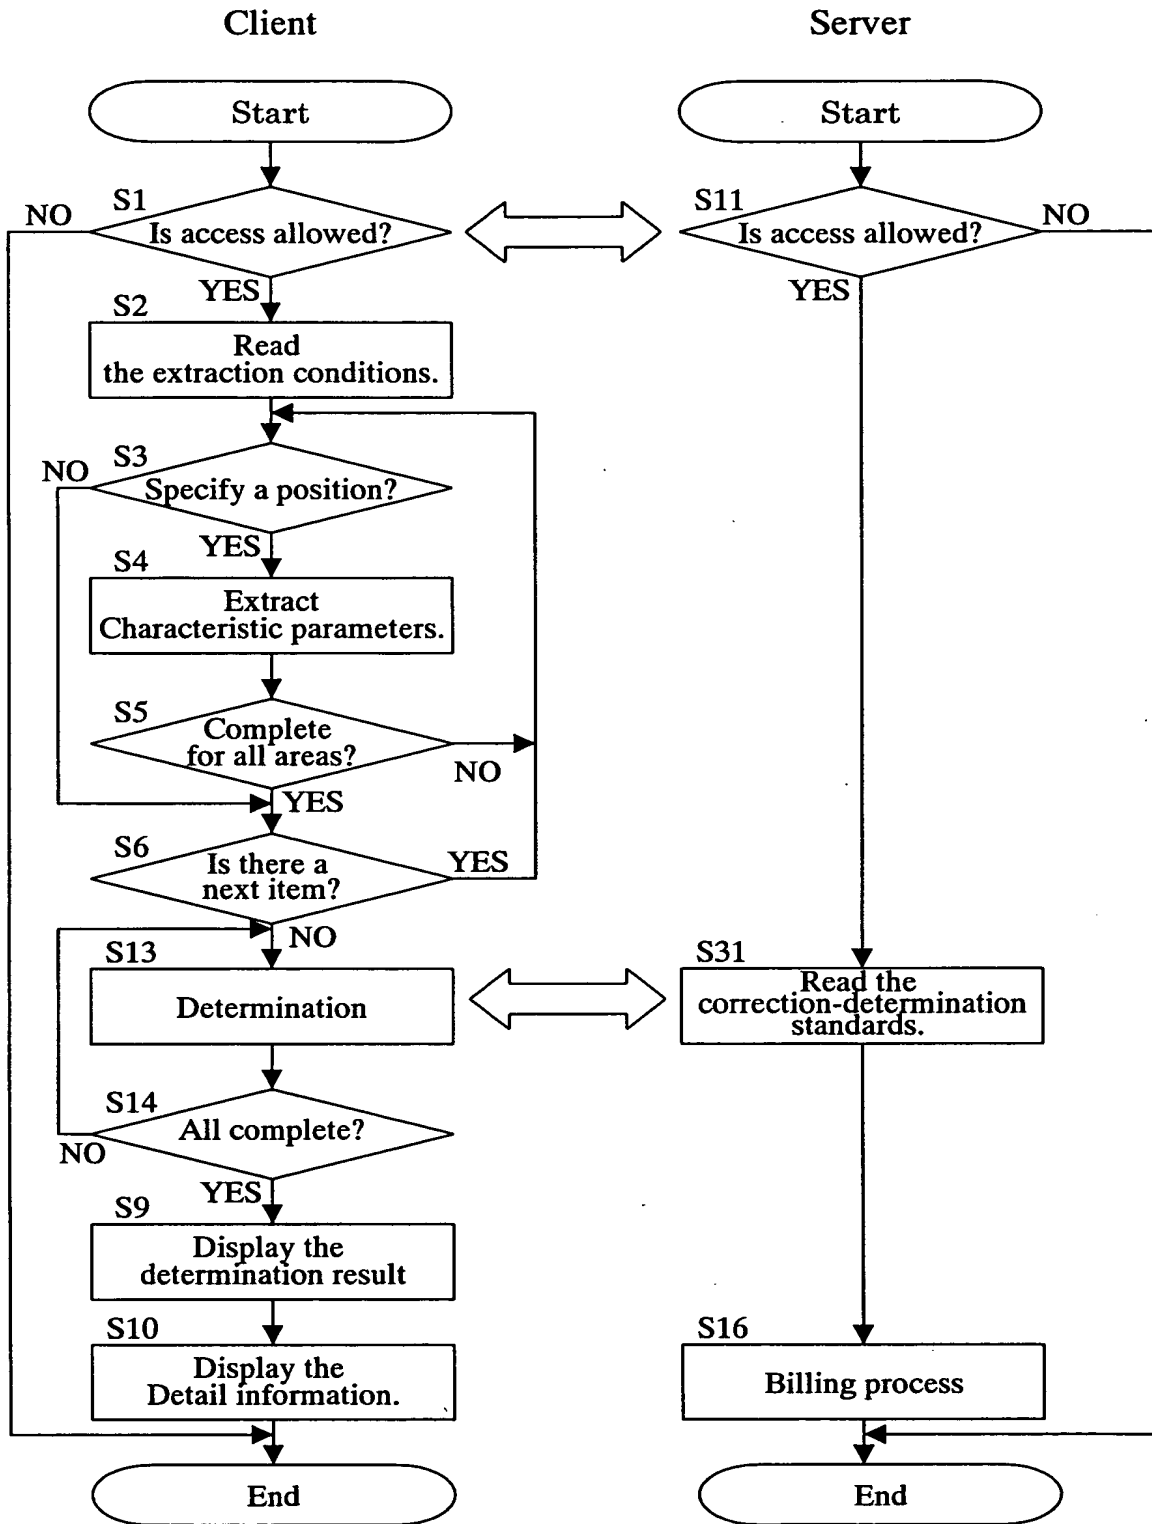 Client
Server
Start
Start
S1
NO
Is access allowed?
S11
NO
Is access allowed?
YES
YES
S2
Read
the extraction conditions.
S3
NO
Specify a position?
YES
S4
Extract
Characteristic parameters.
S5
Complete
for all areas?
NO
YES
S6
Is there a
next item?
YES
NO
S13
Determination
S31
Read the
correction-determination
standards.
S14
All complete?
NO
YES
S9
Display the
determination result
S10
Display the
Detail information.
S16
Billing process
End
End